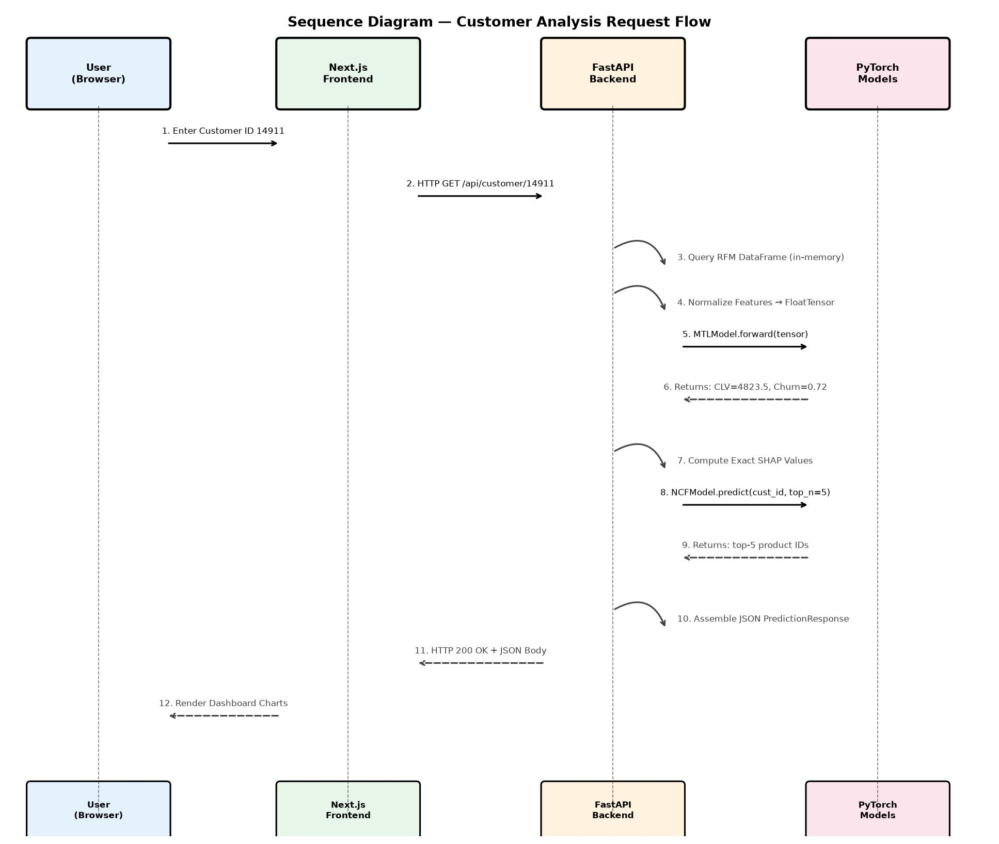 Sequence Diagram — Customer Analysis Request Flow
User
(Browser)
Next.js
Frontend
FastAPI
Backend
PyTorch
Models
1. Enter Customer ID 14911
2. HTTP GET /api/customer/14911
3. Query RFM DataFrame (in-memory)
4. Normalize Features → FloatTensor
5. MTLModel.forward(tensor)
6. Returns: CLV=4823.5, Churn=0.72
7. Compute Exact SHAP Values
8. NCFModel.predict(cust_id, top_n=5)
9. Returns: top-5 product IDs
10. Assemble JSON PredictionResponse
11. HTTP 200 OK + JSON Body
12. Render Dashboard Charts
User
(Browser)
Next.js
Frontend
FastAPI
Backend
PyTorch
Models